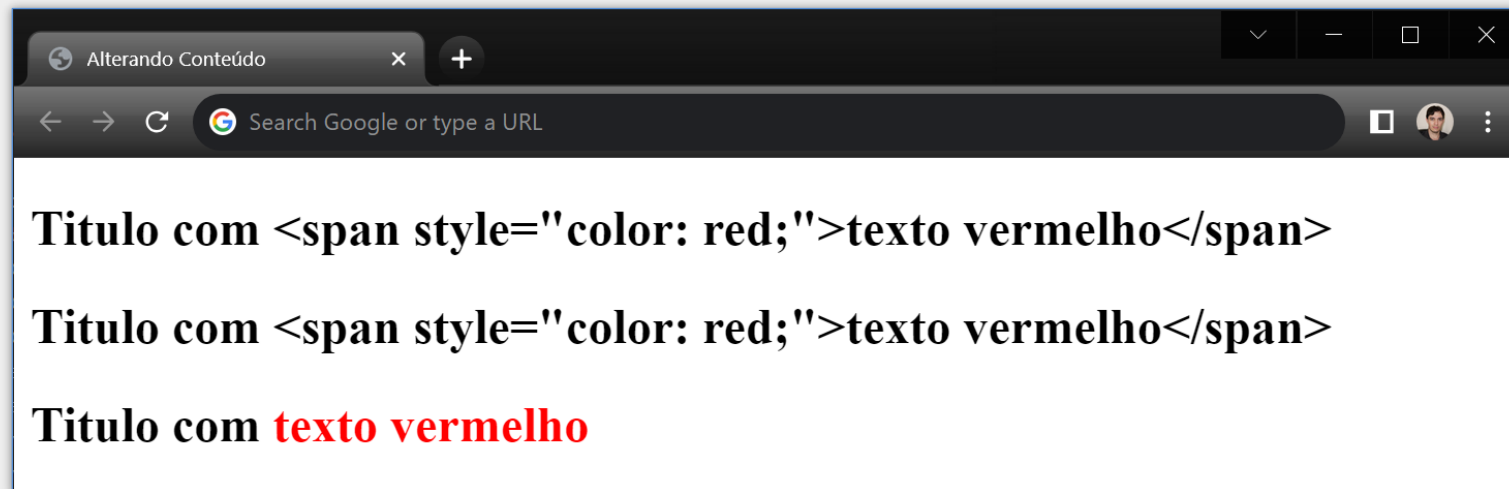 Alterando Conteúdo
Search Google or type a URL
Titulo com <span style="color: red;">texto vermelho</span>
Titulo com <span style="color: red;">texto vermelho</span>
Titulo com texto vermelho